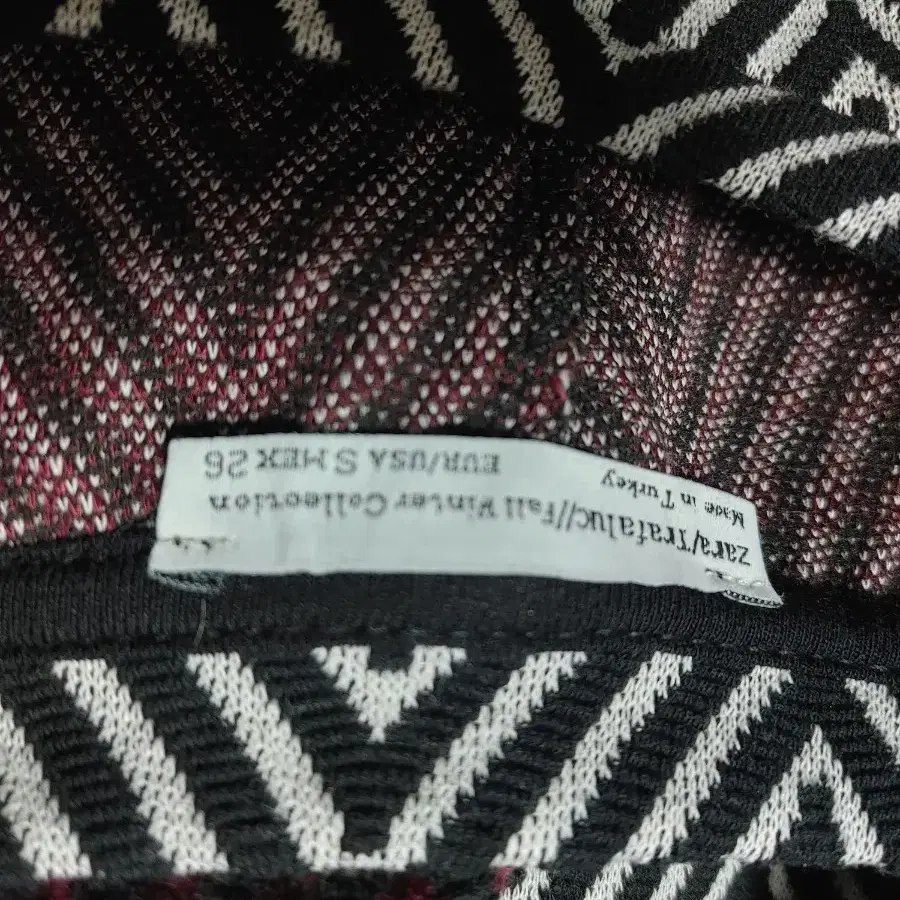 zara/Trafaluc//Fall Winter Collection
Made in Turkey EUR/USA S MEX 26